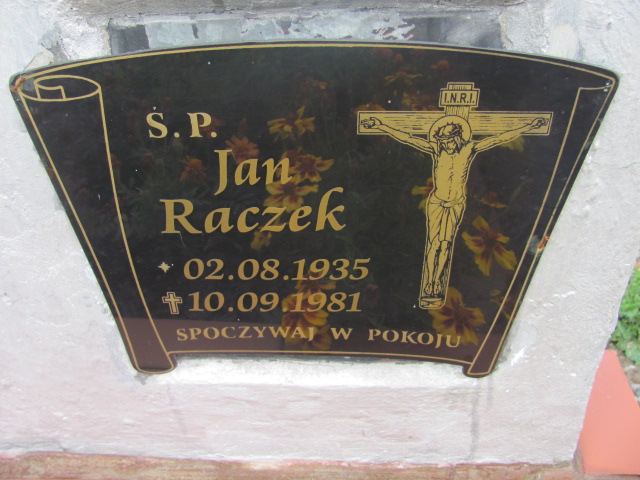 I.N.R.I.
Ś.P.
Jan
Raczek
02.08.1935
10.09.1981
SPOCZYWAJ W POKOJU